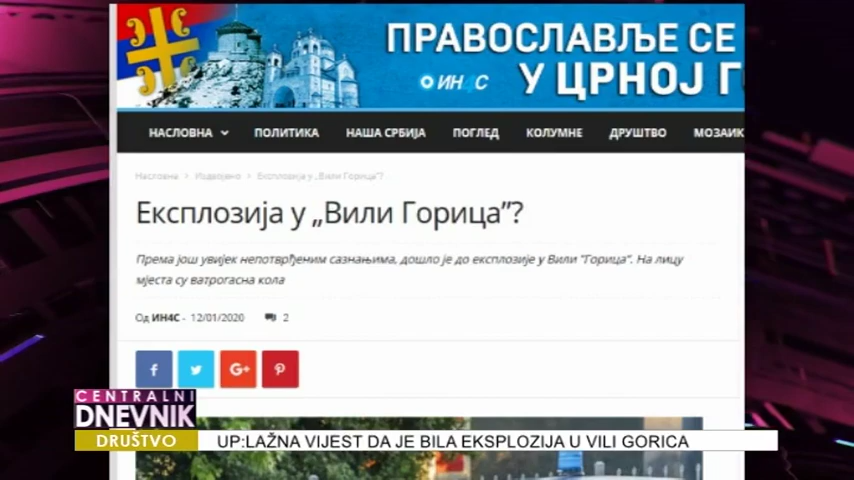 ПРАВОСЛАВЉЕ СЕ
ИН4С
У ЦРНОЈ Г
НАСЛОВНА ПОЛИТИКА НАША СРБИЈА ПОГЛЕД КОЛУМНЕ ДРУШТВО МОЗАИК
Насловна > Издвојено > Експлозија у „Вили Горица”?
Експлозија у „Вили Горица”?
Према још увијек непотврђеним сазнањима, дошло је до експлозије у Вили "Горица". На лицу
мјеста су ватрогасна кола
Од ИН4С - 12/01/2020 2
f G+
CENTRALNI
DNEVNIK
DRUŠTVO UP:LAŽNA VIJEST DA JE BILA EKSPLOZIJA U VILI GORICA